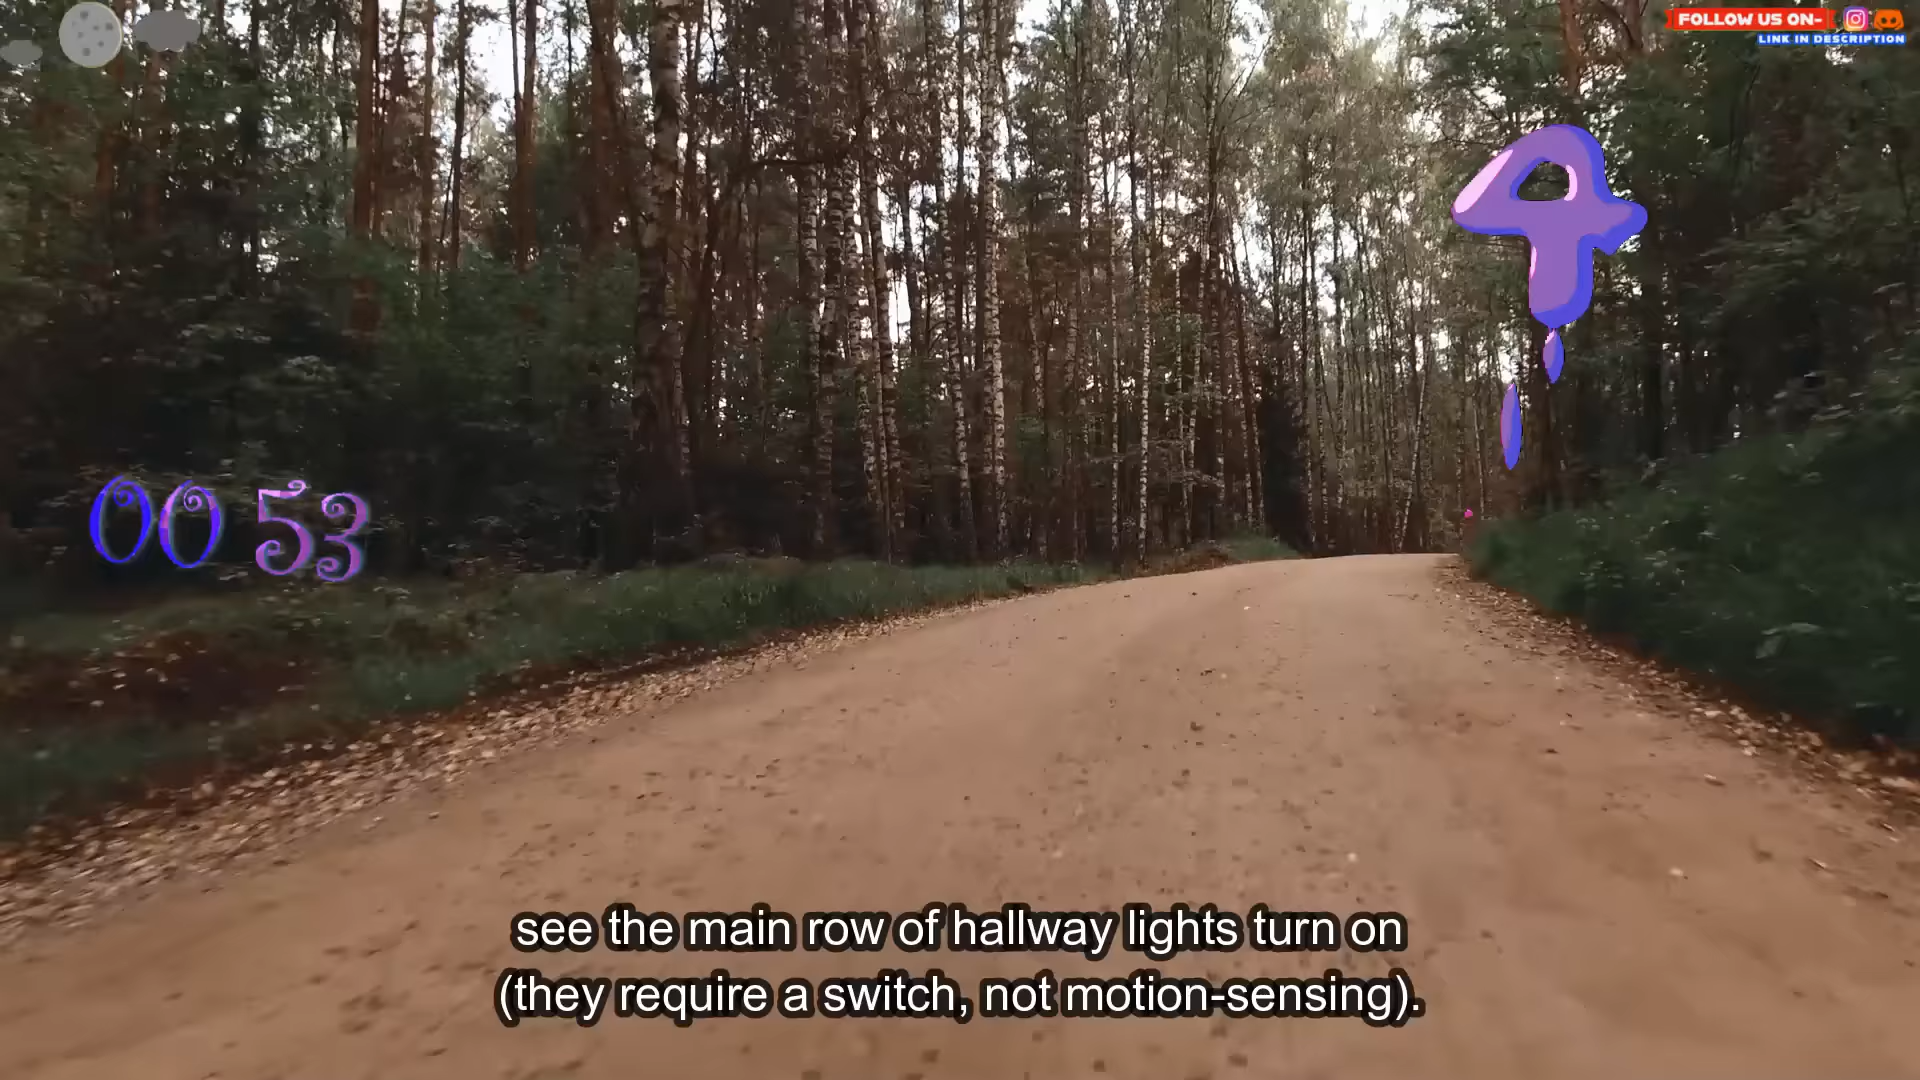 FOLLOW US ON-
LINK IN DESCRIPTION
4
00 53
see the main row of hallway lights turn on
(they require a switch, not motion-sensing).